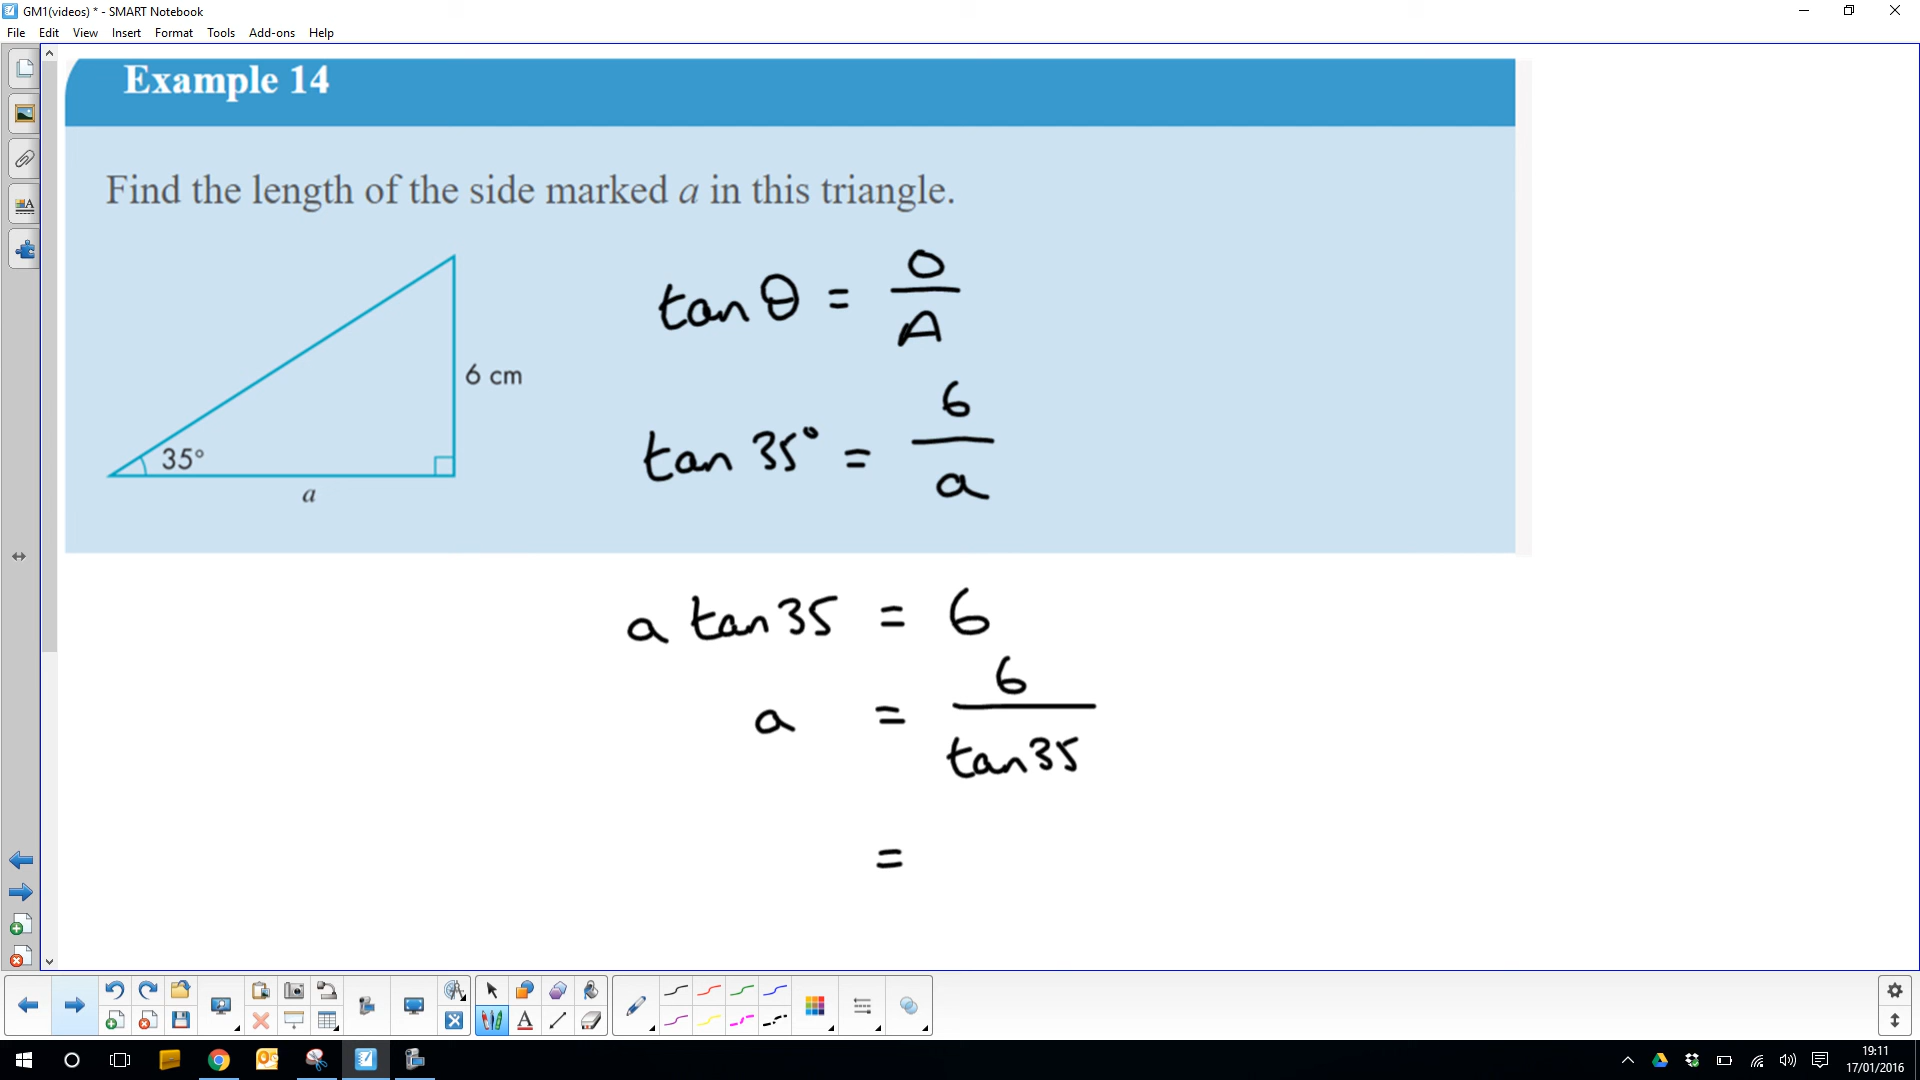 GM1(videos) * - SMART Notebook
File Edit View Insert Format Tools Add-ons Help
Example 14
Find the length of the side marked a in this triangle.
6 cm
35°
a
tan θ = O/A
tan 35° = 6/a
a tan 35 = 6
a = 6/tan 35
=
19:11
17/01/2016